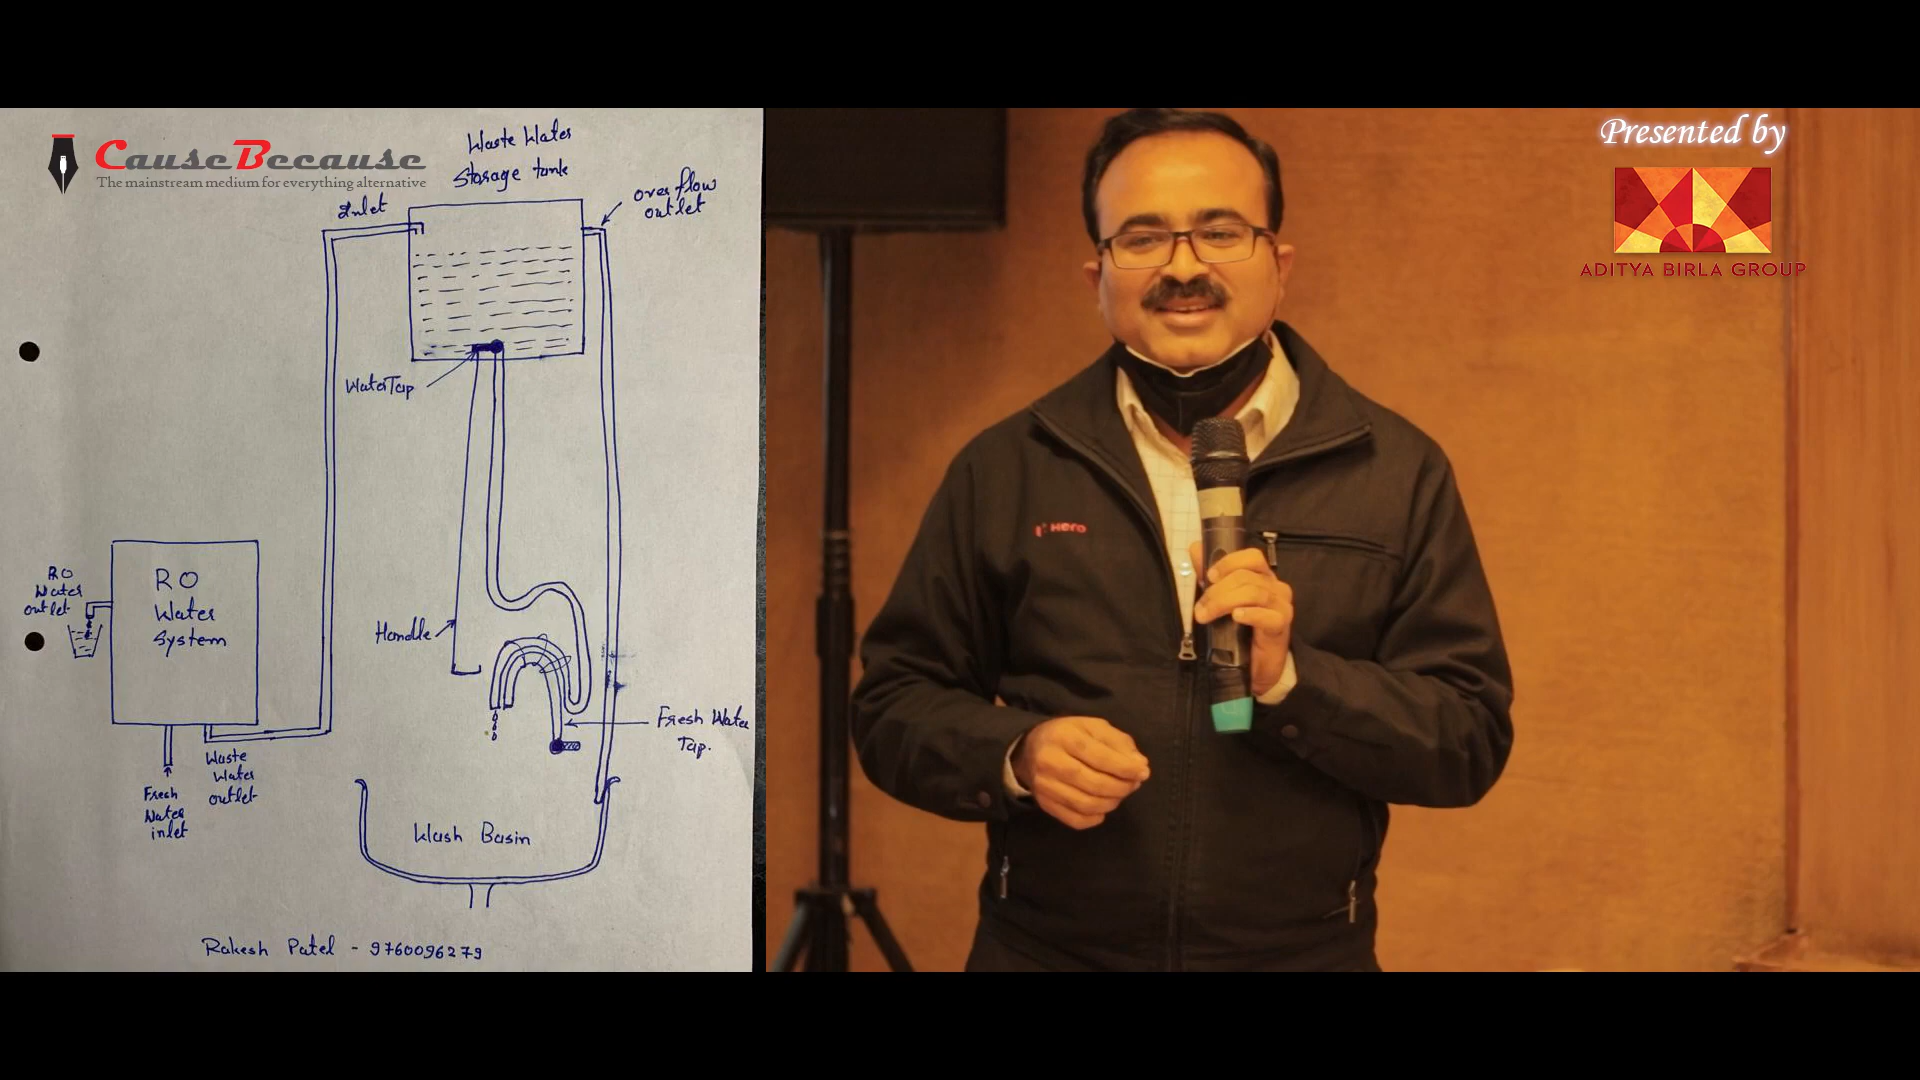 CauseBecause
The mainstream medium for everything alternative
Waste Water
Storage tank
Inlet
over flow
outlet
Water Tap
RO
Water
outlet
RO
Water
System
Handle
Fresh Water
Tap.
Waste
Water
outlet
Fresh
Water
inlet
Wash Basin
Rakesh Patel - 9760096279
Hero
Presented by
ADITYA BIRLA GROUP